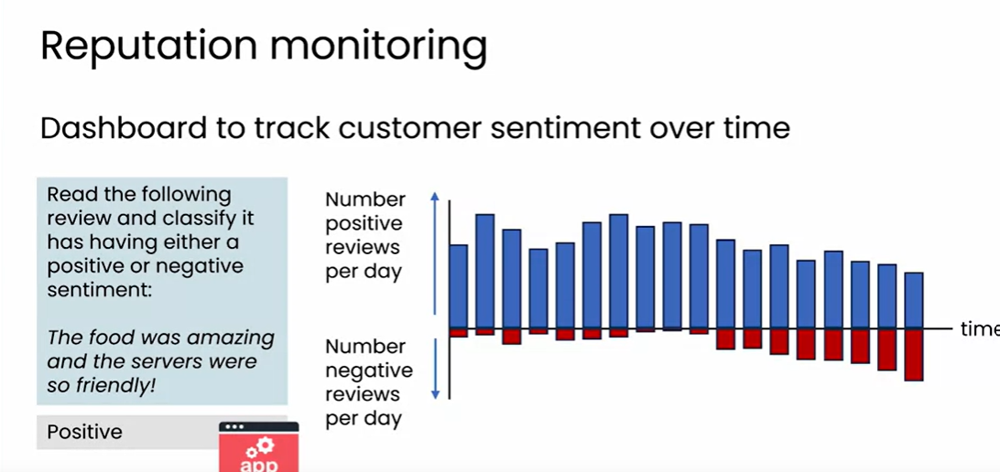 Reputation monitoring
Dashboard to track customer sentiment over time
Read the following
review and classify it
has having either a
positive or negative
sentiment:
The food was amazing
and the servers were
so friendly!
Positive
app
Number
positive
reviews
per day
Number
negative
reviews
per day
time